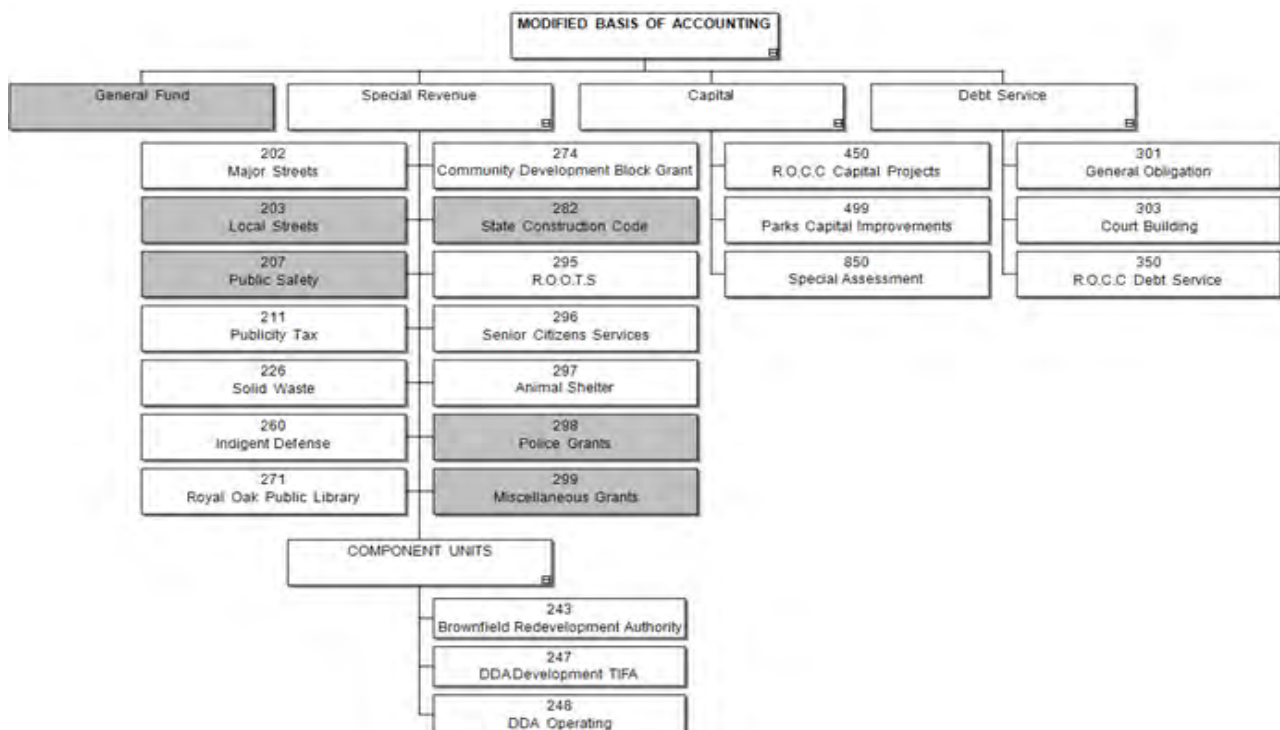 MODIFIED BASIS OF ACCOUNTING
General Fund
Special Revenue
Capital
Debt Service
202
Major Streets
274
Community Development Block Grant
450
R.O.C.C Capital Projects
301
General Obligation
203
Local Streets
282
State Construction Code
499
Parks Capital Improvements
303
Court Building
207
Public Safety
295
R.O.O.T.S
850
Special Assessment
350
R.O.C.C Debt Service
211
Publicity Tax
296
Senior Citizens Services
226
Solid Waste
297
Animal Shelter
260
Indigent Defense
298
Police Grants
271
Royal Oak Public Library
299
Miscellaneous Grants
COMPONENT UNITS
243
Brownfield Redevelopment Authority
247
DDADevelopment TIFA
248
DDA Operating